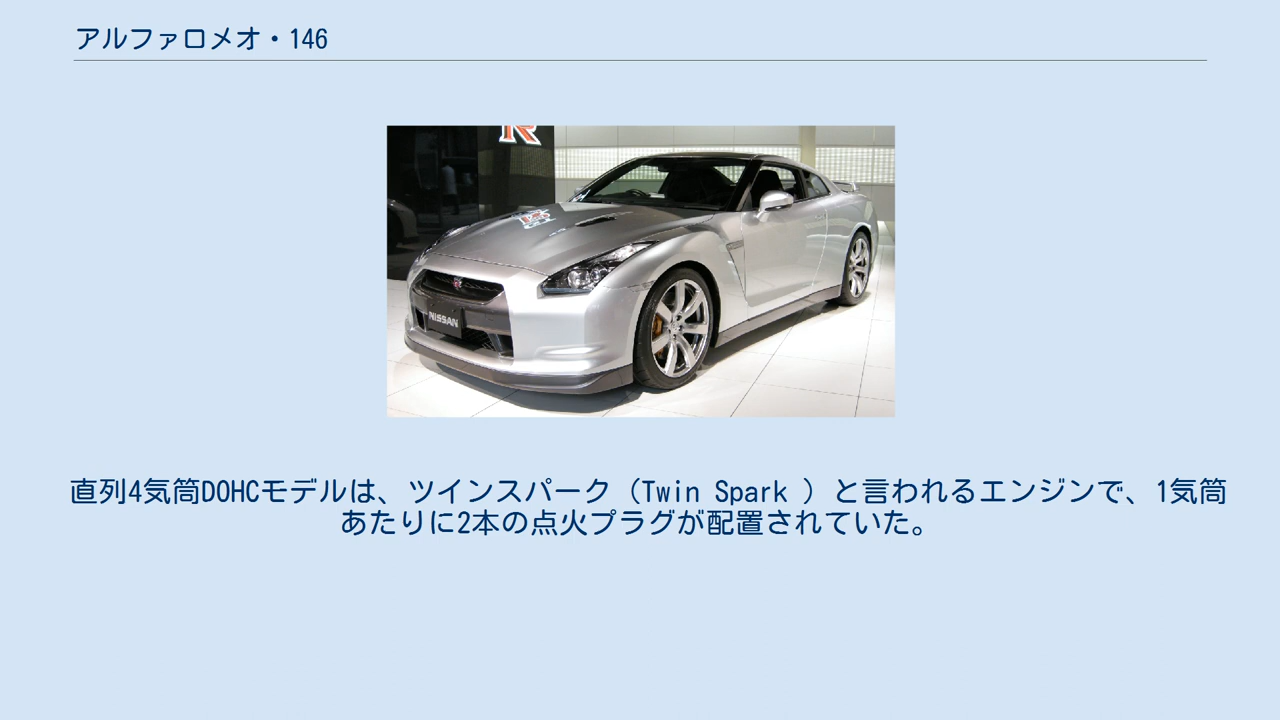 アルファロメオ・146
R
NISSAN
直列4気筒DOHCモデルは、ツインスパーク（Twin Spark ）と言われるエンジンで、1気筒
あたりに2本の点火プラグが配置されていた。